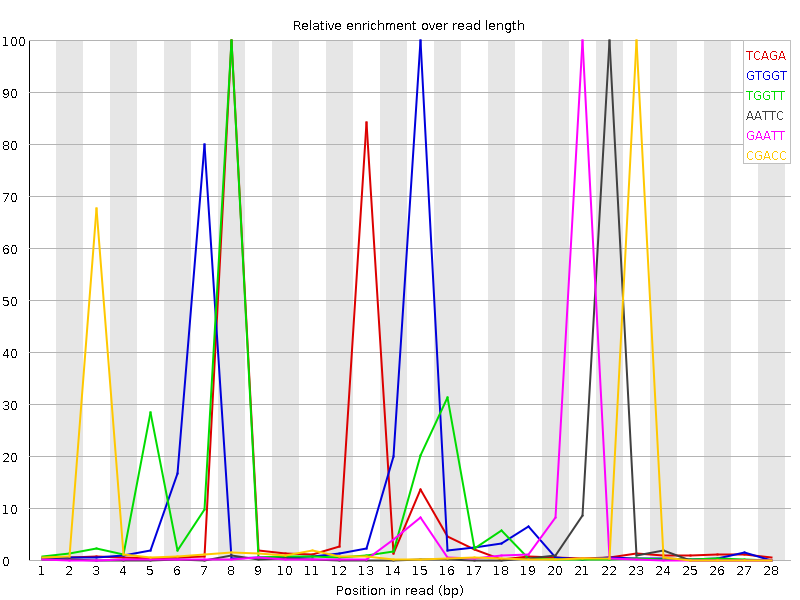 Relative enrichment over read length
100
90
80
70
60
50
40
30
20
10
0
TCAGA
GTGGT
TGGTT
AATTC
GAATT
CGACC
1 2 3 4 5 6 7 8 9 10 11 12 13 14 15 16 17 18 19 20 21 22 23 24 25 26 27 28
Position in read (bp)